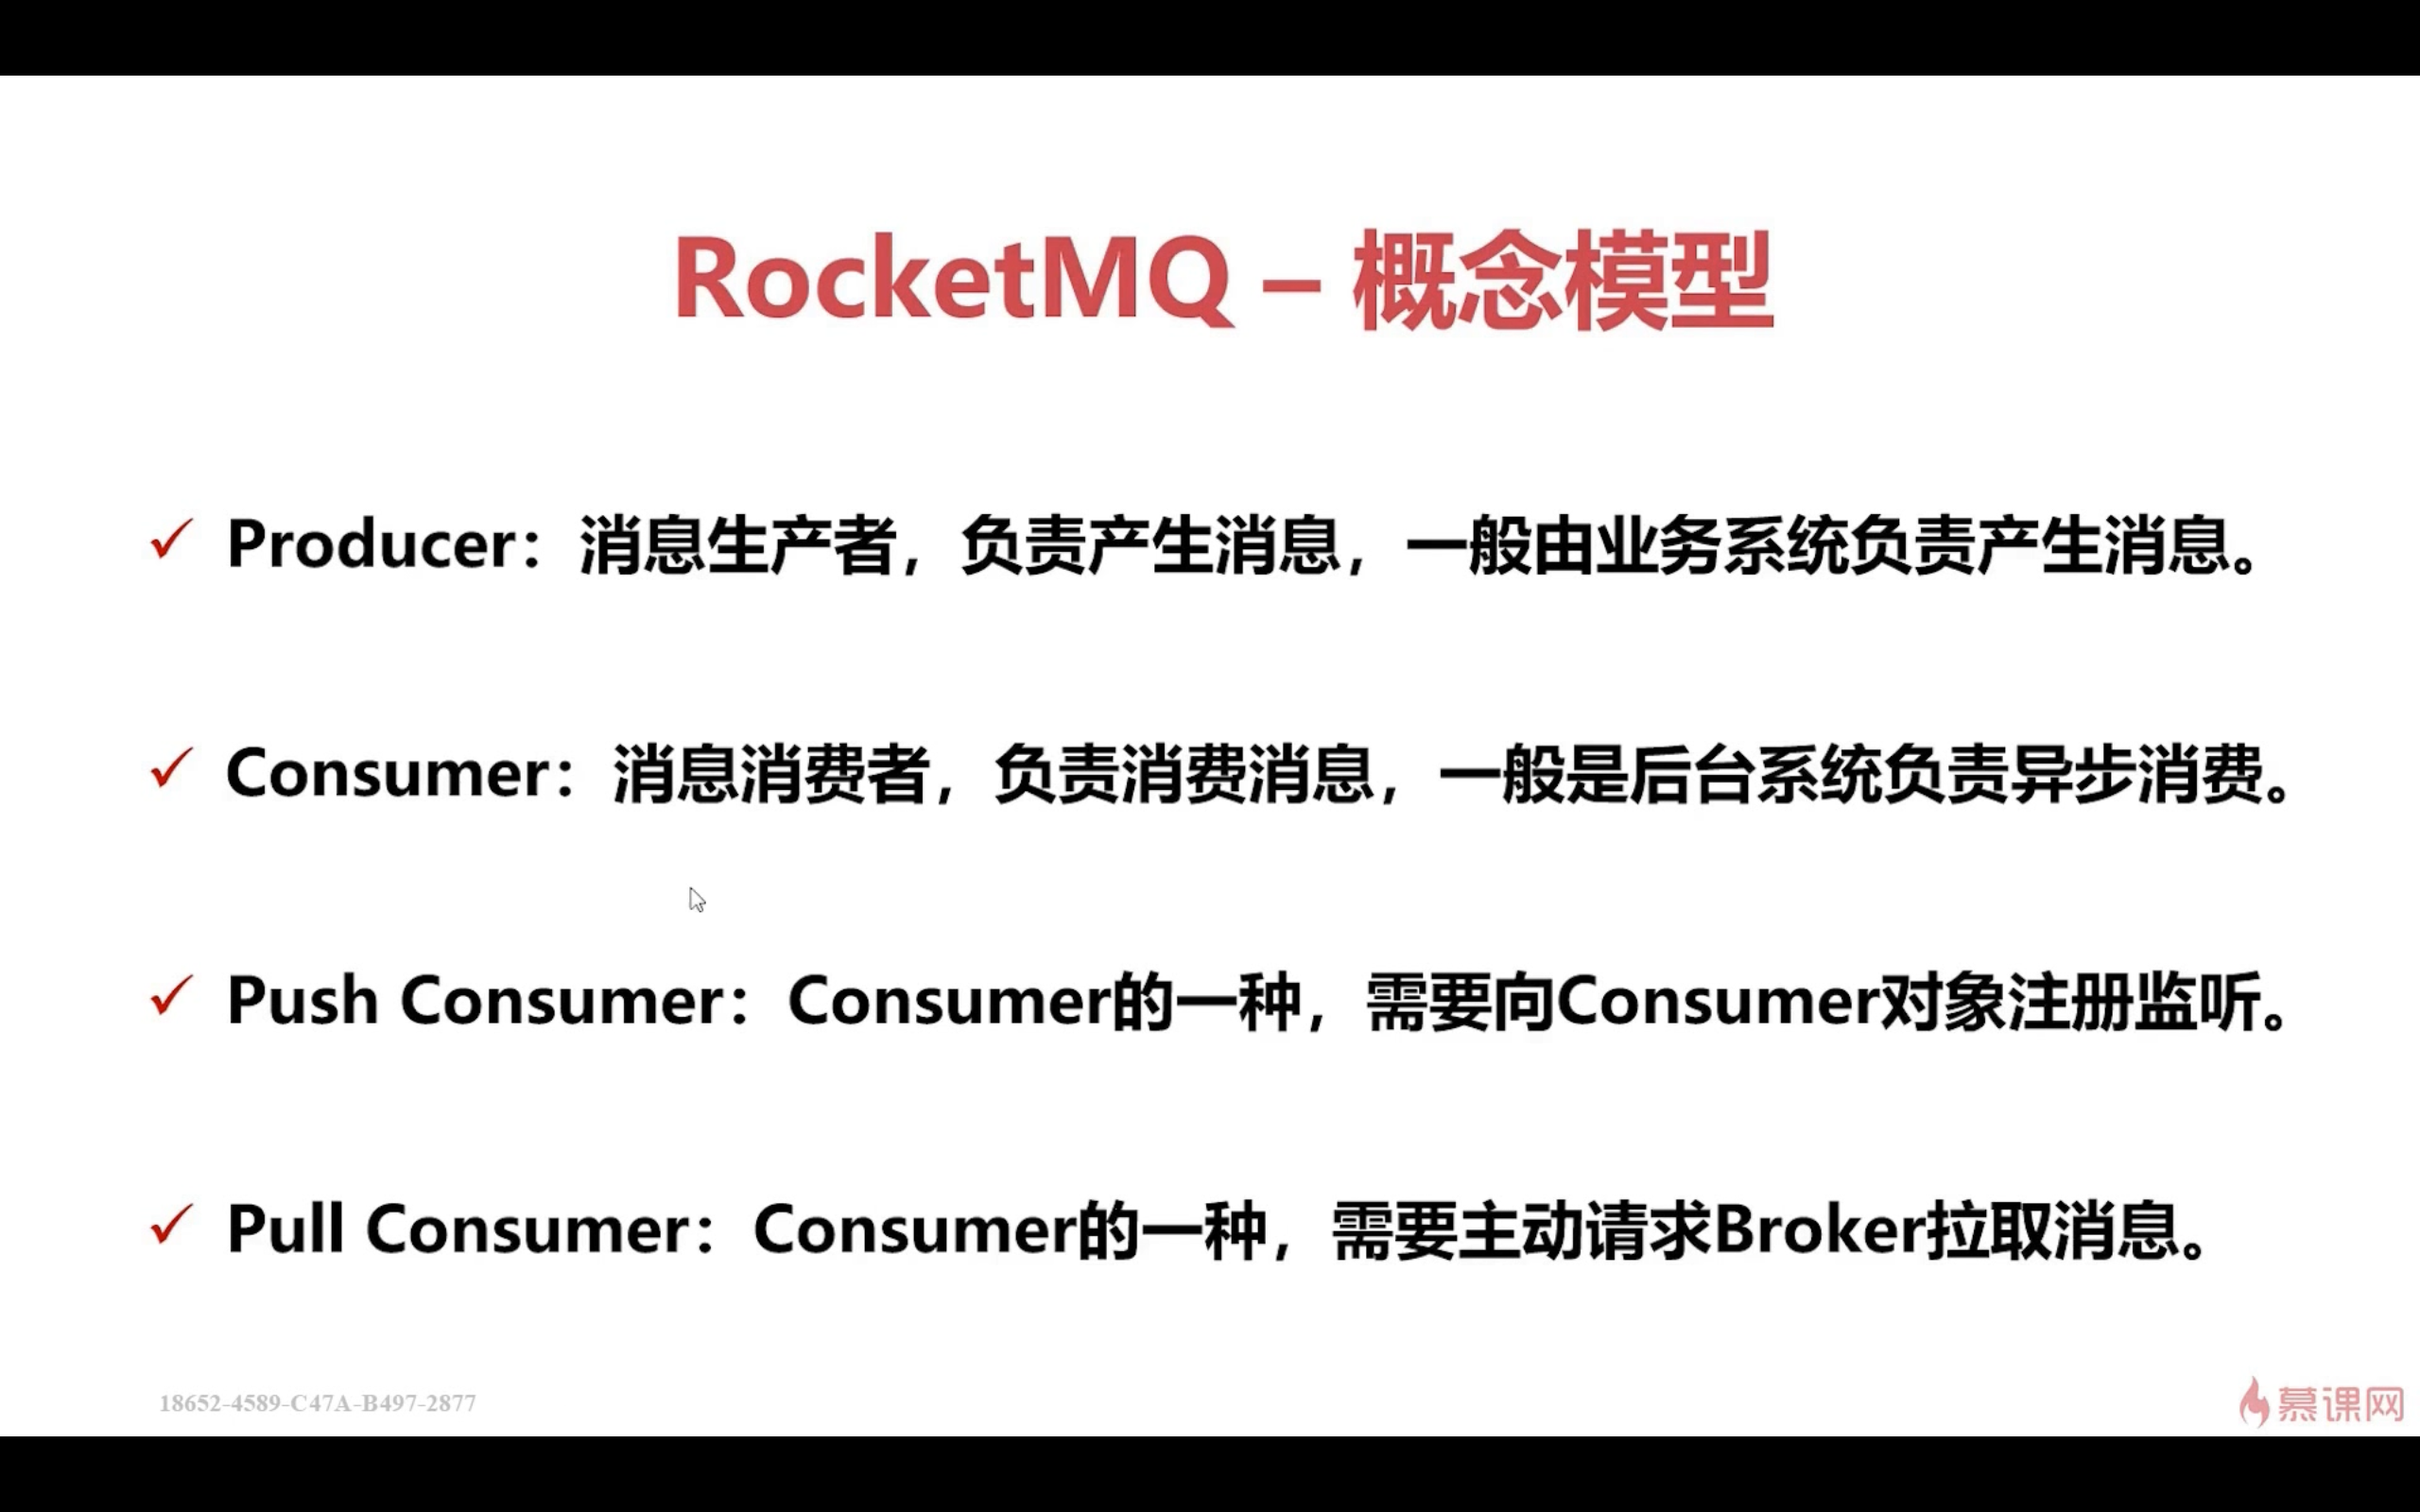 RocketMQ – 概念模型
Producer：消息生产者，负责产生消息，一般由业务系统负责产生消息。
Consumer：消息消费者，负责消费消息，一般是后台系统负责异步消费。
Push Consumer：Consumer的一种，需要向Consumer对象注册监听。
Pull Consumer：Consumer的一种，需要主动请求Broker拉取消息。
18652-4589-C47A-B497-2877
慕课网